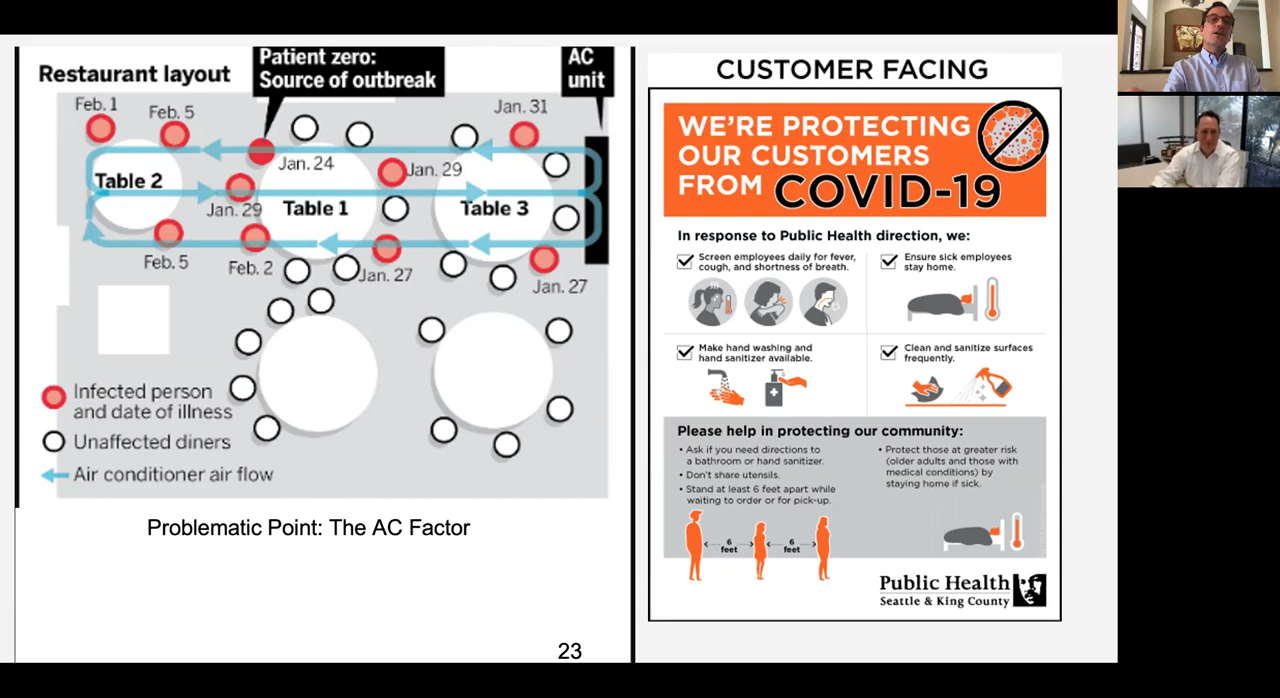 Restaurant layout
Patient zero:
Source of outbreak
AC
unit
Feb. 1
Feb. 5
Jan. 31
Jan. 24
Jan. 29
Table 2
Jan. 29
Table 1
Table 3
Feb. 5
Feb. 2
Jan. 27
Jan. 27
Infected person
and date of illness
Unaffected diners
Air conditioner air flow
Problematic Point: The AC Factor
23
CUSTOMER FACING
WE'RE PROTECTING
OUR CUSTOMERS
FROM COVID-19
In response to Public Health direction, we:
Screen employees daily for fever,
cough, and shortness of breath.
Ensure sick employees
stay home.
Make hand washing and
hand sanitizer available.
Clean and sanitize surfaces
frequently.
Please help in protecting our community:
• Ask if you need directions to
a bathroom or hand sanitizer.
• Don't share utensils.
• Stand at least 6 feet apart while
waiting to order or for pick-up.
• Protect those at greater risk
(older adults and those with
medical conditions) by
staying home if sick.
6
feet
6
feet
Public Health
Seattle & King County